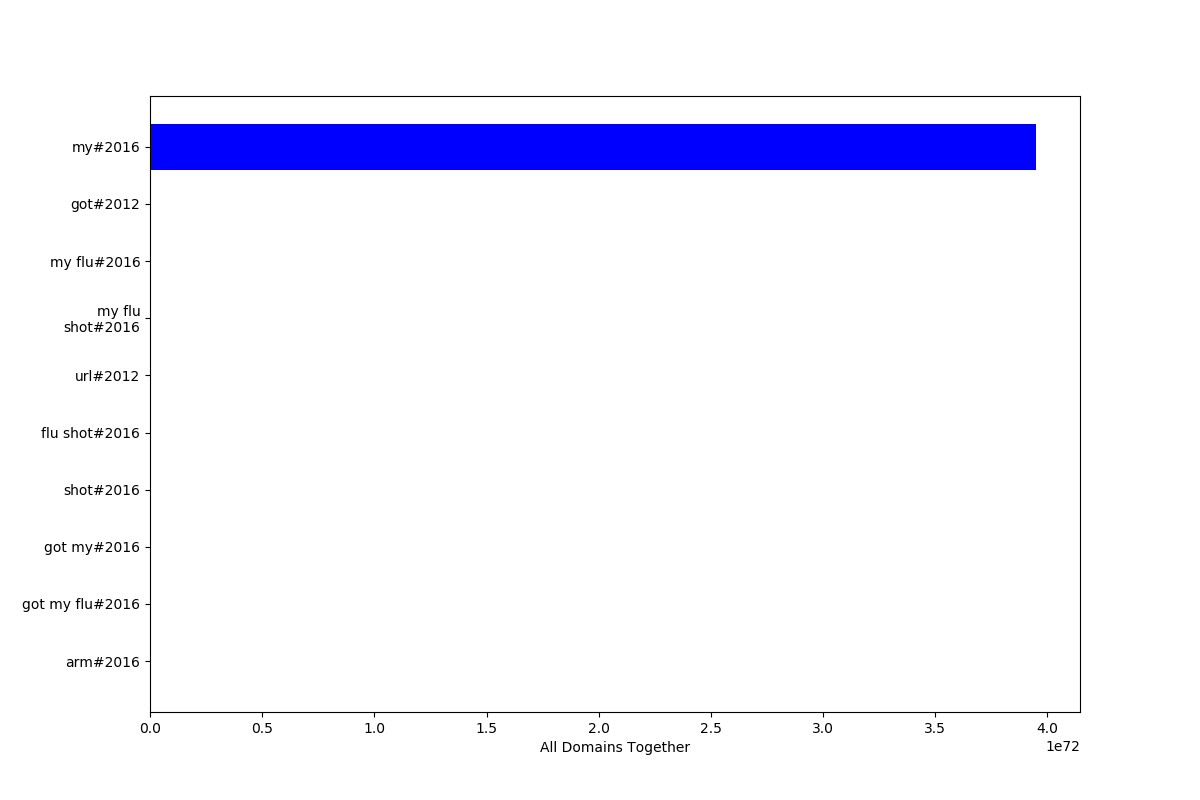 my#2016
got#2012
my flu#2016
my flu
shot#2016
url#2012
flu shot#2016
shot#2016
got my#2016
got my flu#2016
arm#2016
0.0 0.5 1.0 1.5 2.0 2.5 3.0 3.5 4.0
All Domains Together 1e72